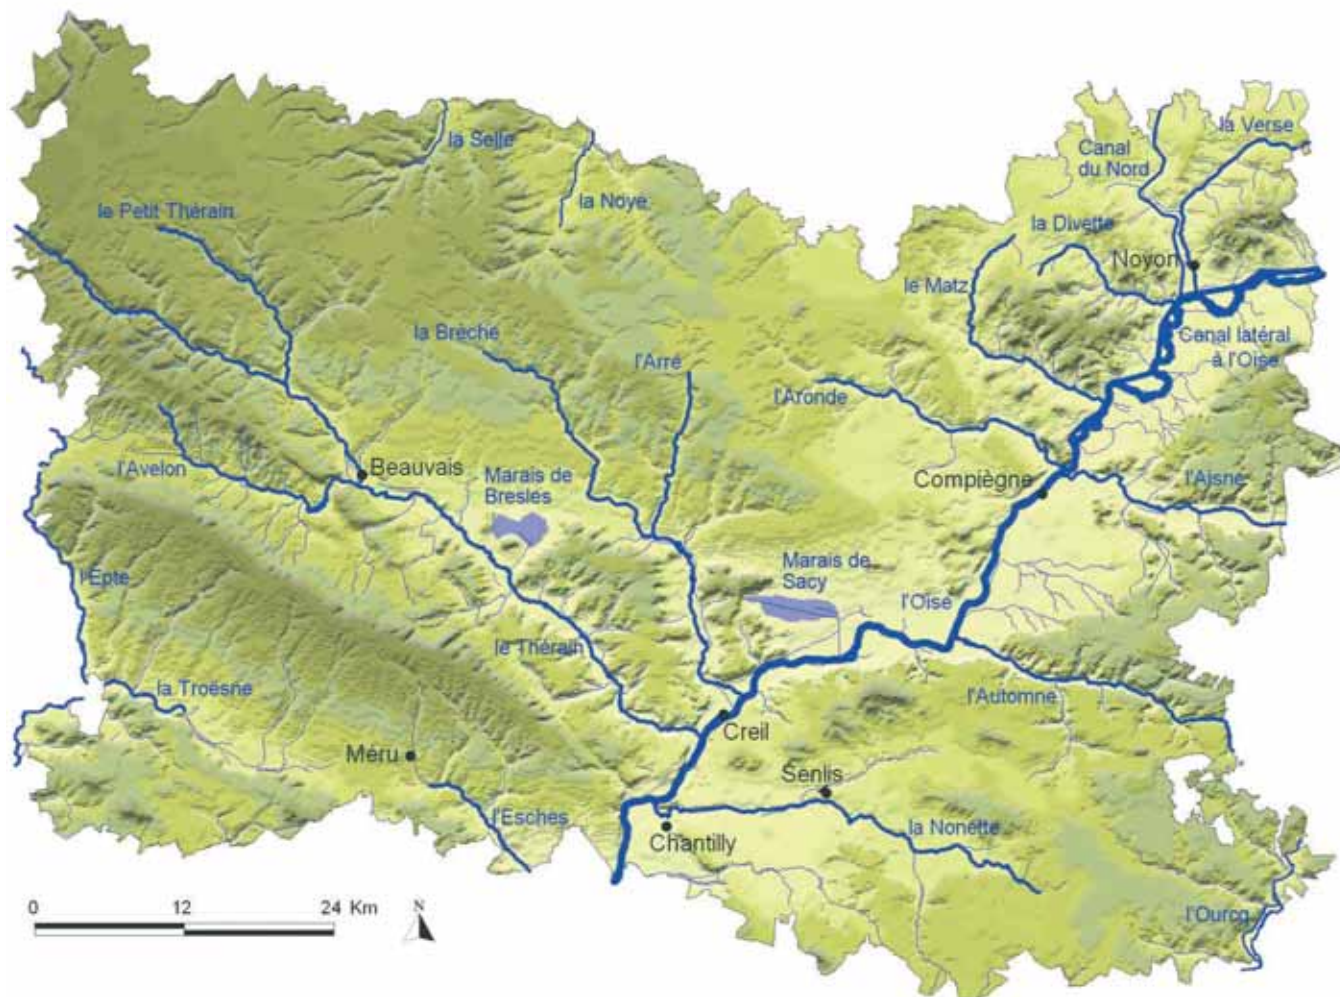 la Selle
la Verse
Canal
du Nord
la Noye
le Petit Thérain
la Divette
Noyon
le Matz
la Brèche
Canal latéral
à l'Oise
l'Arré
l'Aronde
l'Avelon
Beauvais
Marais de
Bresles
Compiègne
l'Aisne
Marais de
Sacy
l'Epte
l'Oise
le Thérain
la Troësne
l'Automne
Creil
Méru
Senlis
l'Esches
la Nonette
Chantilly
0 12 24 Km
N
l'Ourcq